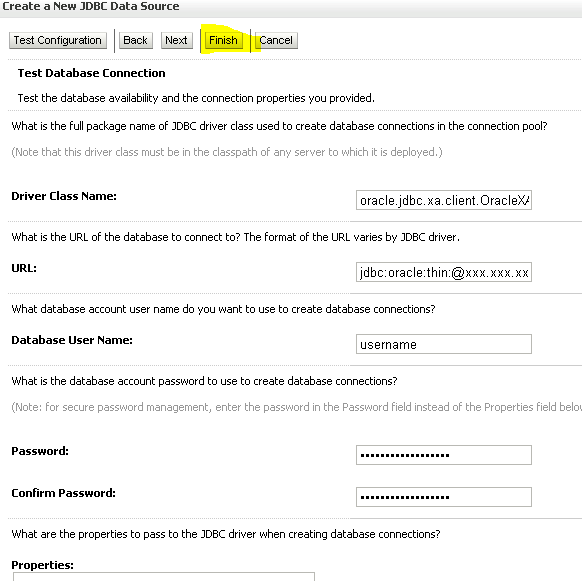 Create a New JDBC Data Source
Test Configuration Back Next Finish Cancel
Test Database Connection
Test the database availability and the connection properties you provided.
What is the full package name of JDBC driver class used to create database connections in the connection pool?
(Note that this driver class must be in the classpath of any server to which it is deployed.)
Driver Class Name: oracle.jdbc.xa.client.OracleXA
What is the URL of the database to connect to? The format of the URL varies by JDBC driver.
URL: jdbc:oracle:thin:@xxx.xxx.xx
What database account user name do you want to use to create database connections?
Database User Name: username
What is the database account password to use to create database connections?
(Note: for secure password management, enter the password in the Password field instead of the Properties field belo
Password: •••••••••••••••••
Confirm Password: •••••••••••••••••
What are the properties to pass to the JDBC driver when creating database connections?
Properties: